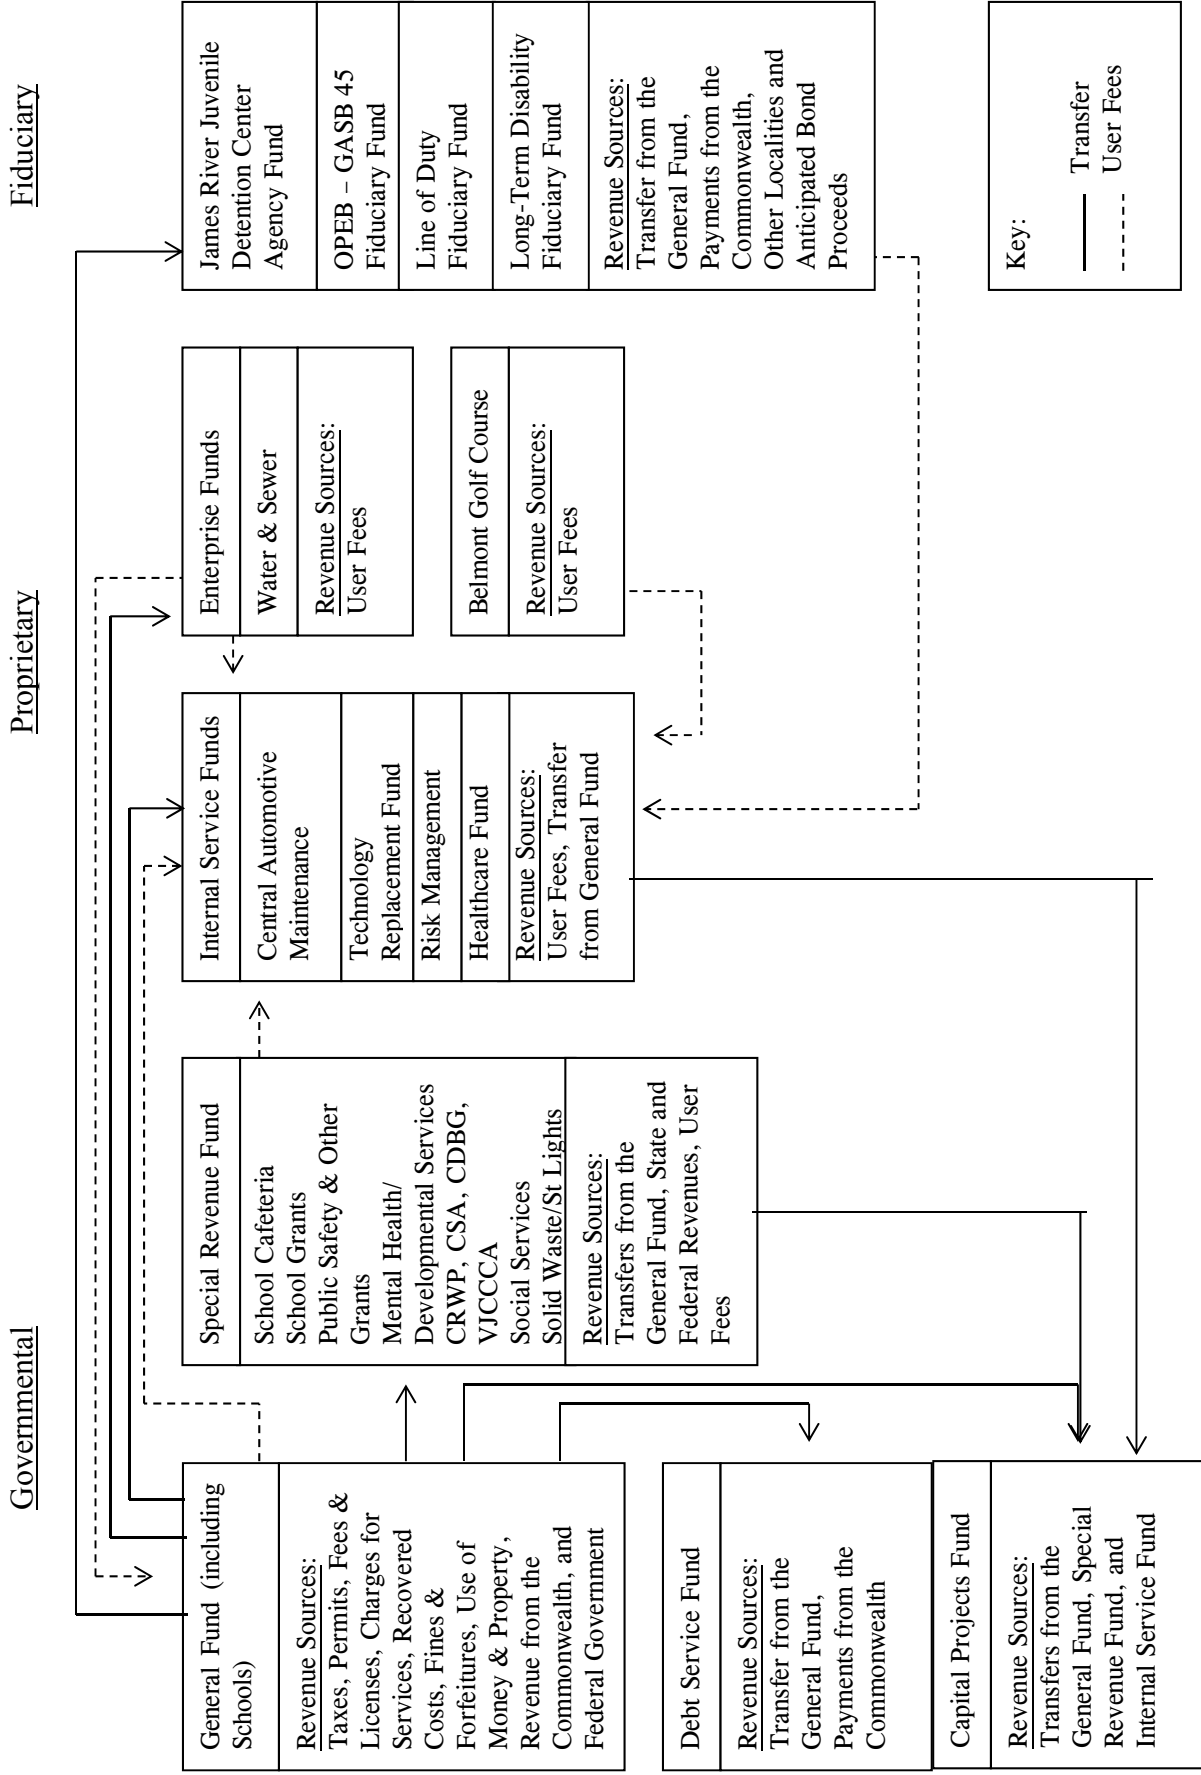 Governmental
Proprietary
Fiduciary
General Fund (including
Schools)
Revenue Sources:
Taxes, Permits, Fees &
Licenses, Charges for
Services, Recovered
Costs, Fines &
Forfeitures, Use of
Money & Property,
Revenue from the
Commonwealth, and
Federal Government
Debt Service Fund
Revenue Sources:
Transfer from the
General Fund,
Payments from the
Commonwealth
Capital Projects Fund
Revenue Sources:
Transfers from the
General Fund, Special
Revenue Fund, and
Internal Service Fund
Special Revenue Fund
School Cafeteria
School Grants
Public Safety & Other
Grants
Mental Health/
Developmental Services
CRWP, CSA, CDBG,
VJCCCA
Social Services
Solid Waste/St Lights
Revenue Sources:
Transfers from the
General Fund, State and
Federal Revenues, User
Fees
Internal Service Funds
Central Automotive
Maintenance
Technology
Replacement Fund
Risk Management
Healthcare Fund
Revenue Sources:
User Fees, Transfer
from General Fund
Enterprise Funds
Water & Sewer
Revenue Sources:
User Fees
Belmont Golf Course
Revenue Sources:
User Fees
James River Juvenile
Detention Center
Agency Fund
OPEB – GASB 45
Fiduciary Fund
Line of Duty
Fiduciary Fund
Long-Term Disability
Fiduciary Fund
Revenue Sources:
Transfer from the
General Fund,
Payments from the
Commonwealth,
Other Localities and
Anticipated Bond
Proceeds
Key:
Transfer
User Fees